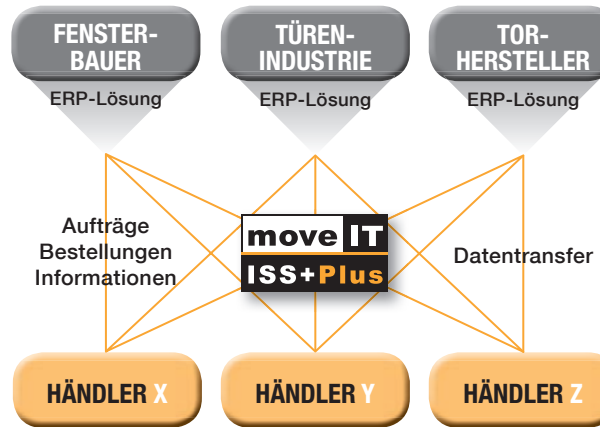 FENSTER-
BAUER
TÜREN-
INDUSTRIE
TOR-
HERSTELLER
ERP-Lösung
ERP-Lösung
ERP-Lösung
Aufträge
Bestellungen
Informationen
move IT
ISS+Plus
Datentransfer
HÄNDLER X
HÄNDLER Y
HÄNDLER Z